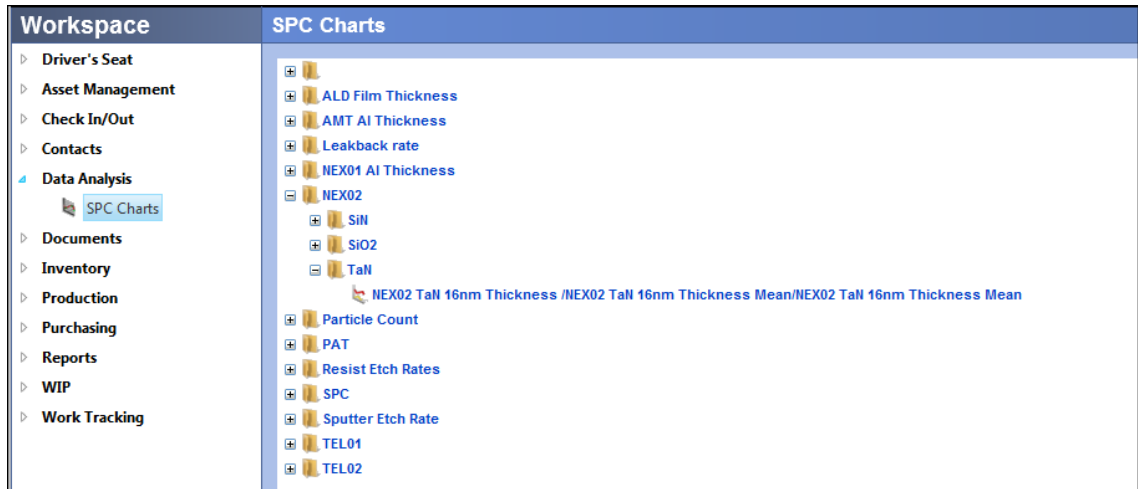 Workspace
Driver's Seat
Asset Management
Check In/Out
Contacts
Data Analysis
SPC Charts
Documents
Inventory
Production
Purchasing
Reports
WIP
Work Tracking
SPC Charts
ALD Film Thickness
AMT Al Thickness
Leakback rate
NEX01 Al Thickness
NEX02
SiN
SiO2
TaN
NEX02 TaN 16nm Thickness /NEX02 TaN 16nm Thickness Mean/NEX02 TaN 16nm Thickness Mean
Particle Count
PAT
Resist Etch Rates
SPC
Sputter Etch Rate
TEL01
TEL02